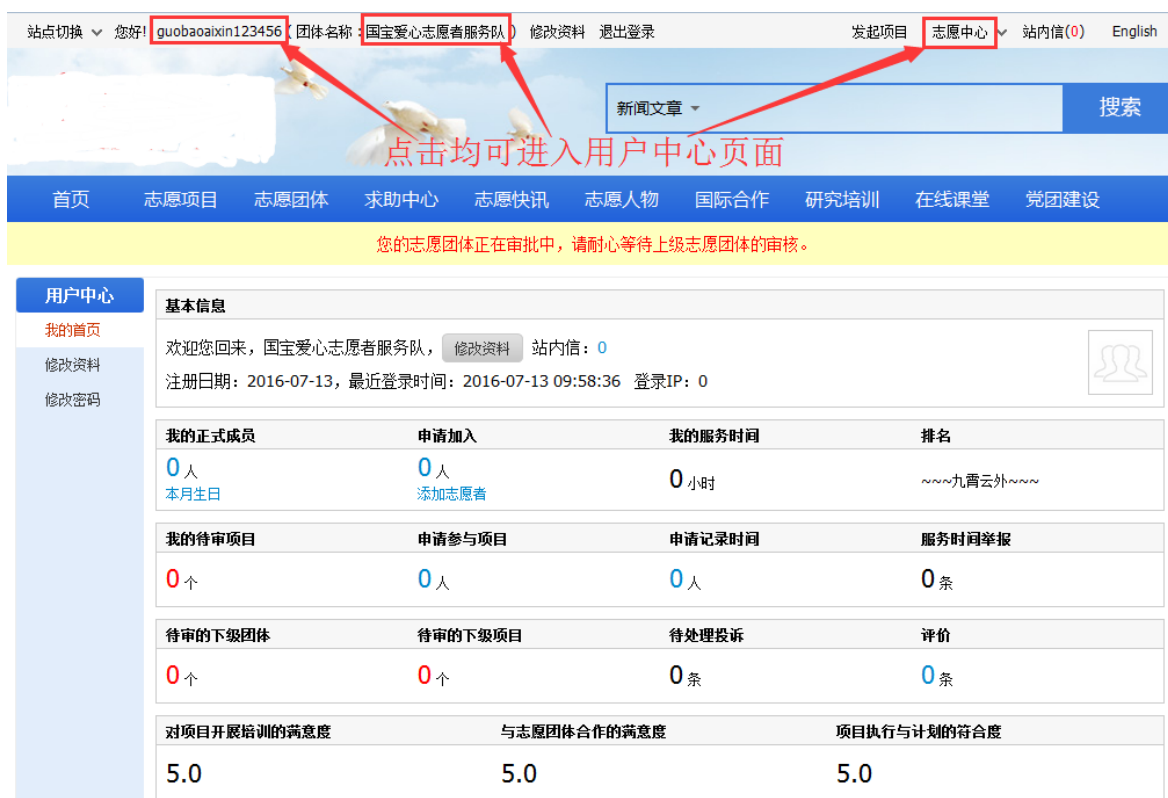 站点切换 您好! guobaoaixin123456 ( 团体名称：国宝爱心志愿者服务队 ) 修改资料 退出登录 发起项目 志愿中心 站内信(0) English
新闻文章 搜索
点击均可进入用户中心页面
首页 志愿项目 志愿团体 求助中心 志愿快讯 志愿人物 国际合作 研究培训 在线课堂 党团建设
您的志愿团体正在审批中，请耐心等待上级志愿团体的审核。
用户中心
我的首页
修改资料
修改密码
基本信息
欢迎您回来，国宝爱心志愿者服务队， 修改资料 站内信：0
注册日期：2016-07-13，最近登录时间：2016-07-13 09:58:36 登录IP：0
我的正式成员 申请加入 我的服务时间 排名
0 人 0 人 0 小时 ~~~九霄云外~~~
本月生日 添加志愿者
我的待审项目 申请参与项目 申请记录时间 服务时间举报
0 个 0 人 0 人 0 条
待审的下级团体 待审的下级项目 待处理投诉 评价
0 个 0 个 0 条 0 条
对项目开展培训的满意度 与志愿团体合作的满意度 项目执行与计划的符合度
5.0 5.0 5.0